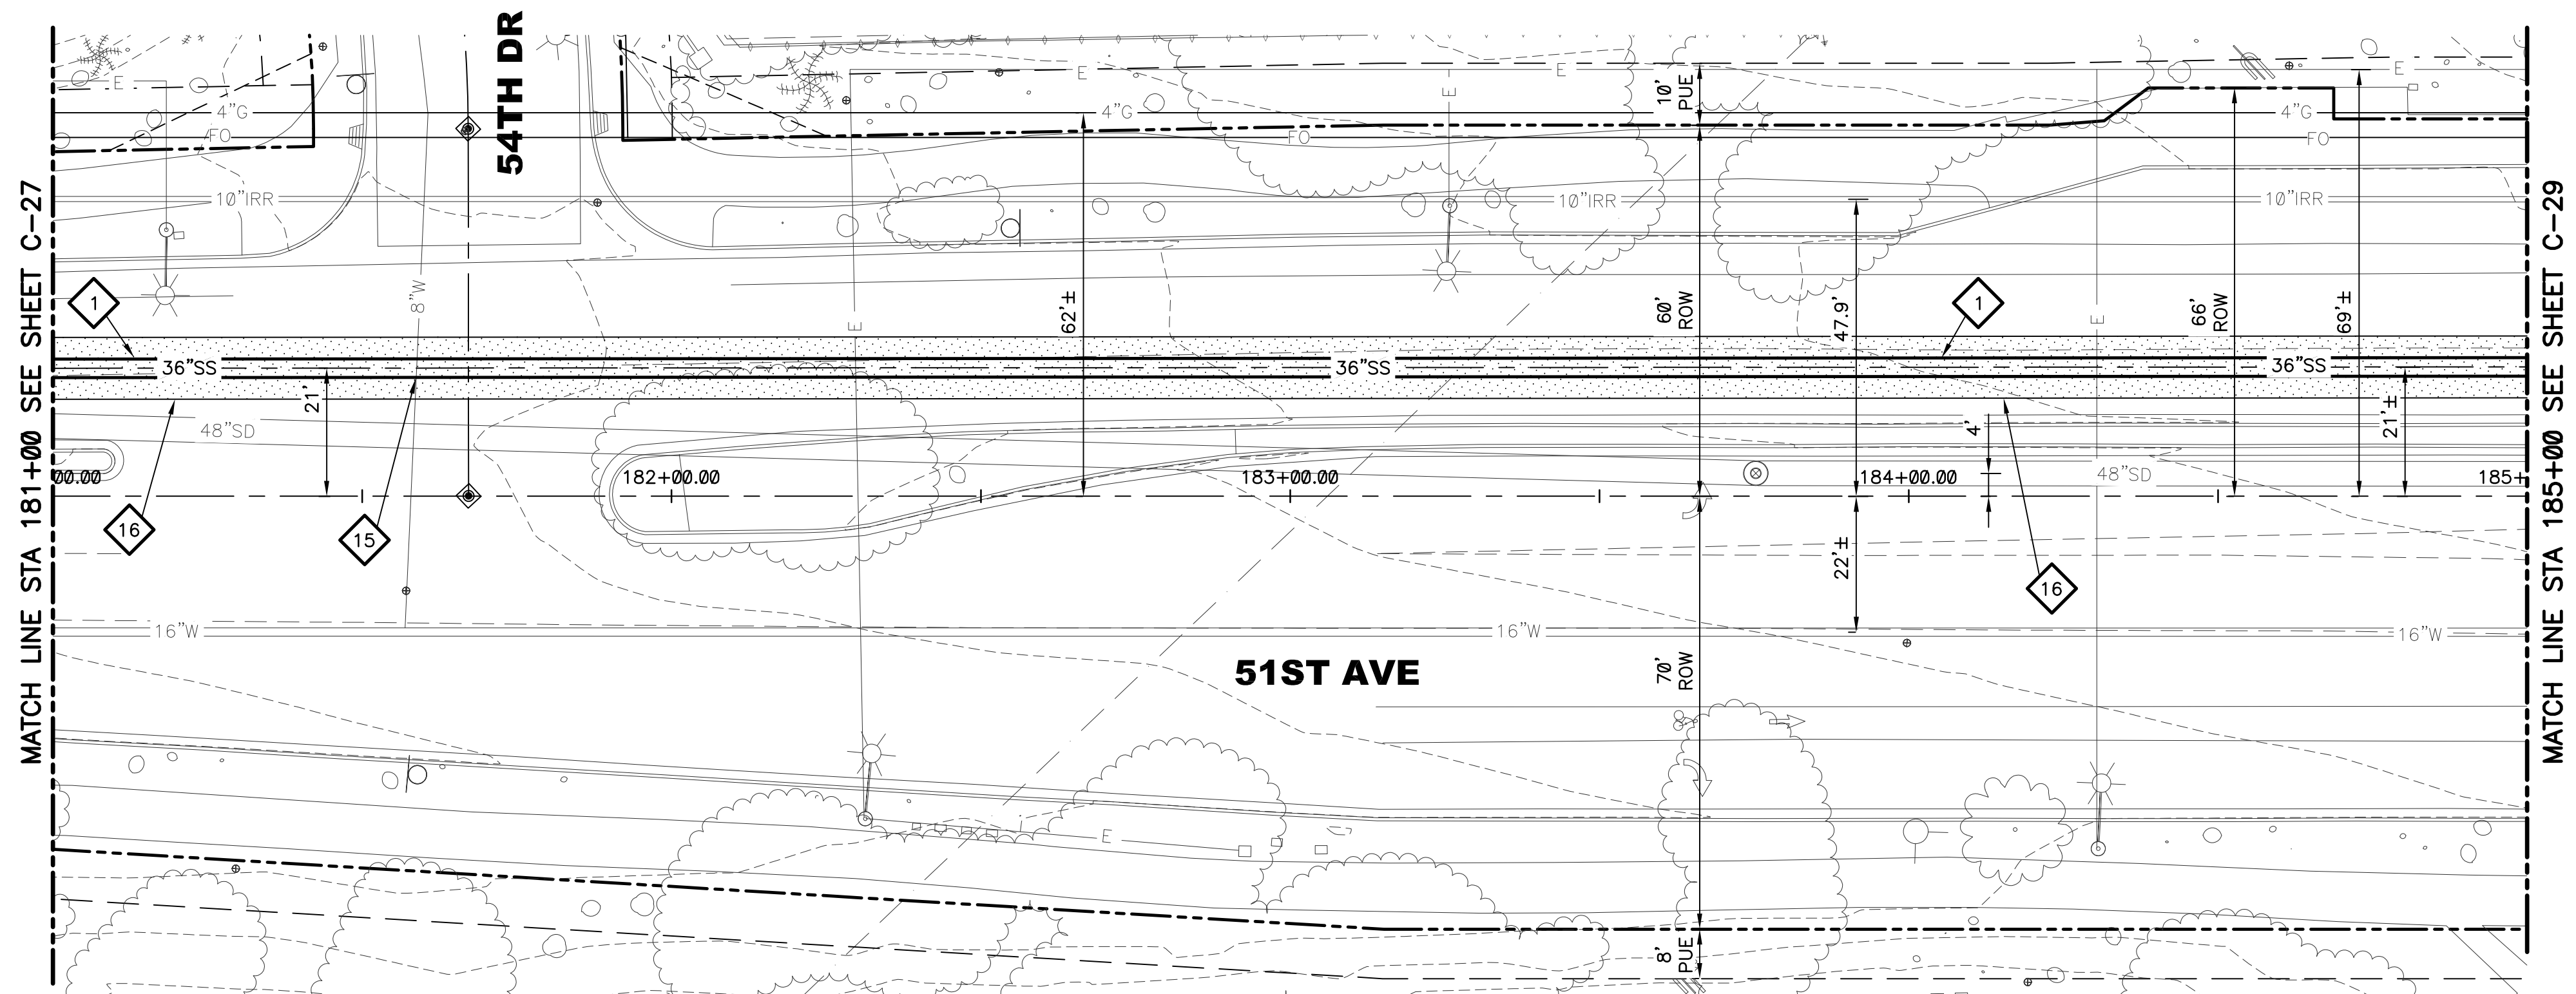 MATCH LINE STA 181+00 SEE SHEET C-27
54TH DR
E
4"G
FO
10"IRR
8"W
1
36"SS
21'
48"SD
00.00
16
15
16"W
E
4"G
62'±
E
182+00.00
E
E
FO
10"IRR
36"SS
183+00.00
16"W
51ST AVE
E
10'
PUE
60'
ROW
47.9'
22'±
70'
ROW
8'
PUE
1
4'
184+00.00
16
E
48"SD
66'
ROW
69'±
21'±
E
4"G
FO
10"IRR
36"SS
185+
16"W
MATCH LINE STA 185+00 SEE SHEET C-29